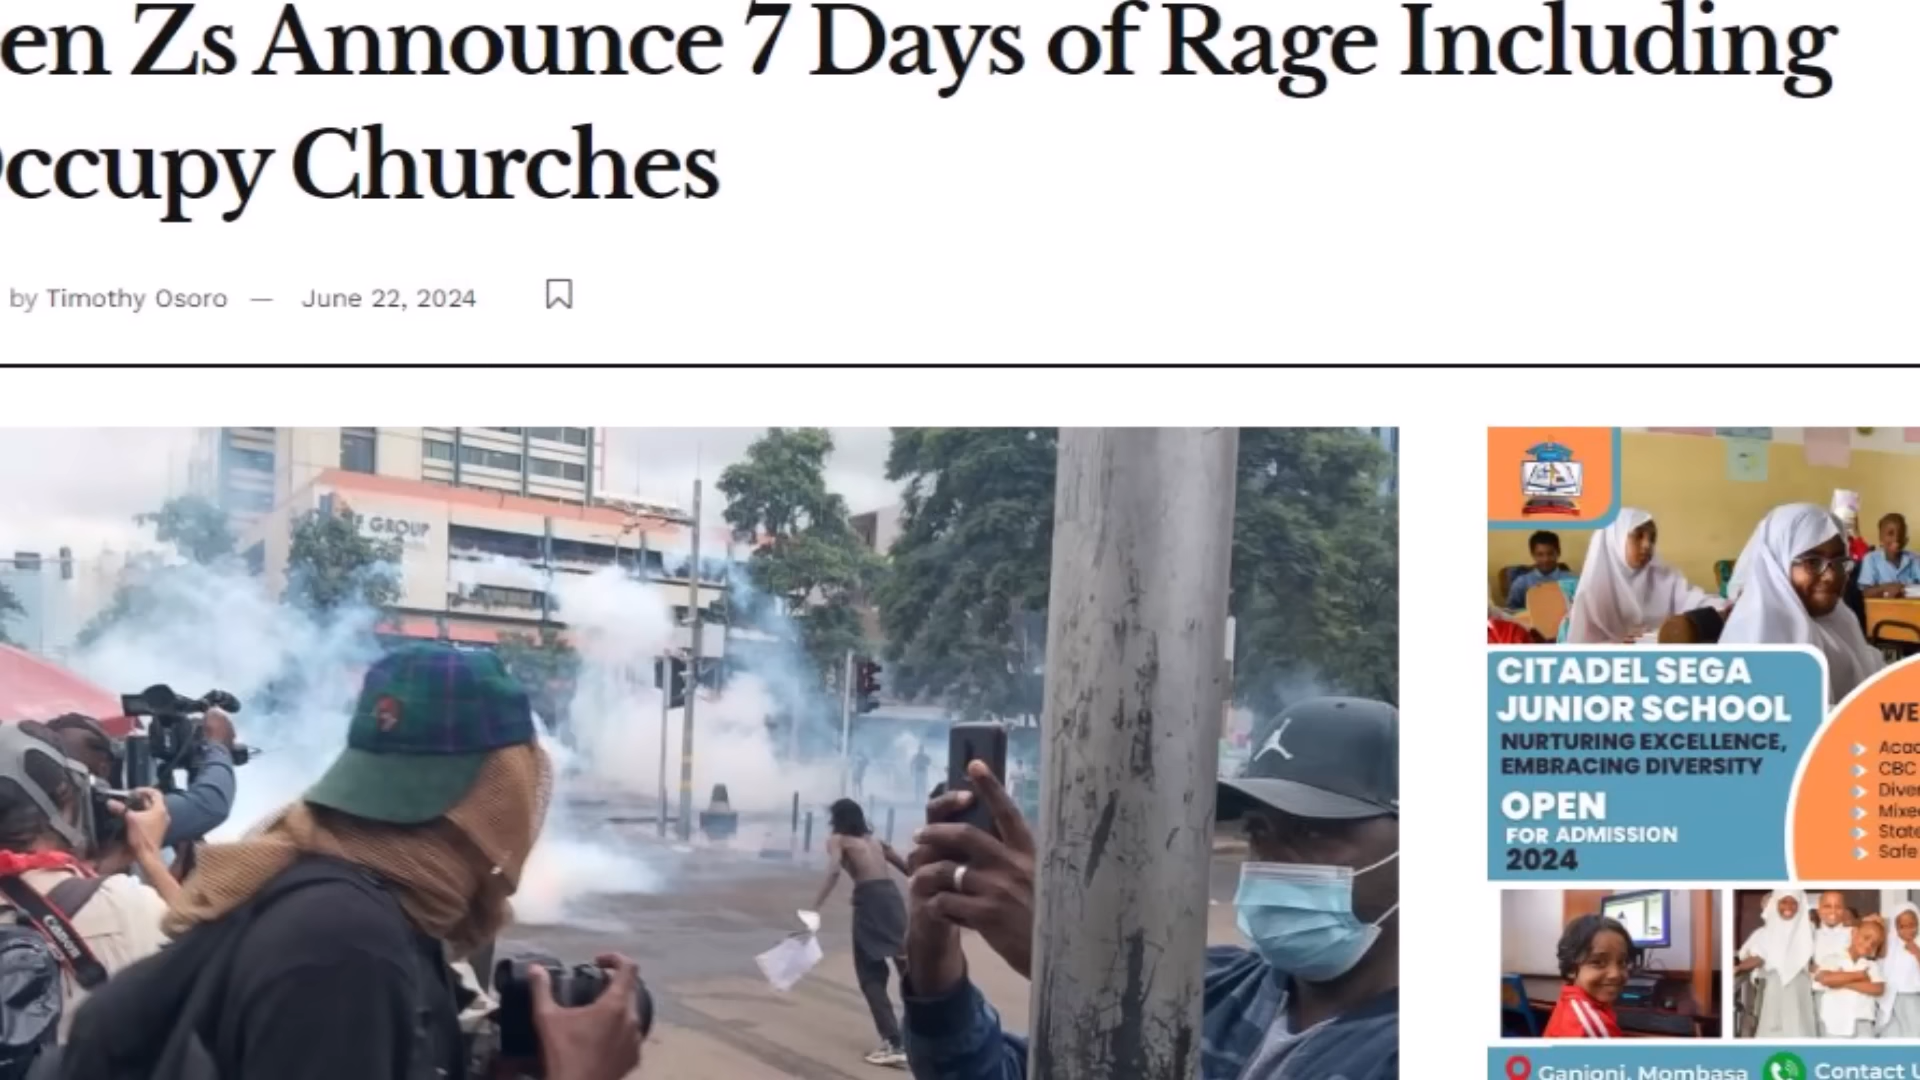 en Zs Announce 7 Days of Rage Including
ccupy Churches
by Timothy Osoro — June 22, 2024
F GROUP
CITADEL SEGA
JUNIOR SCHOOL
NURTURING EXCELLENCE,
EMBRACING DIVERSITY
OPEN
FOR ADMISSION
2024
WE
Acad
CBC
Diver
Mixe
State
Safe
Ganjoni, Mombasa
Contact U